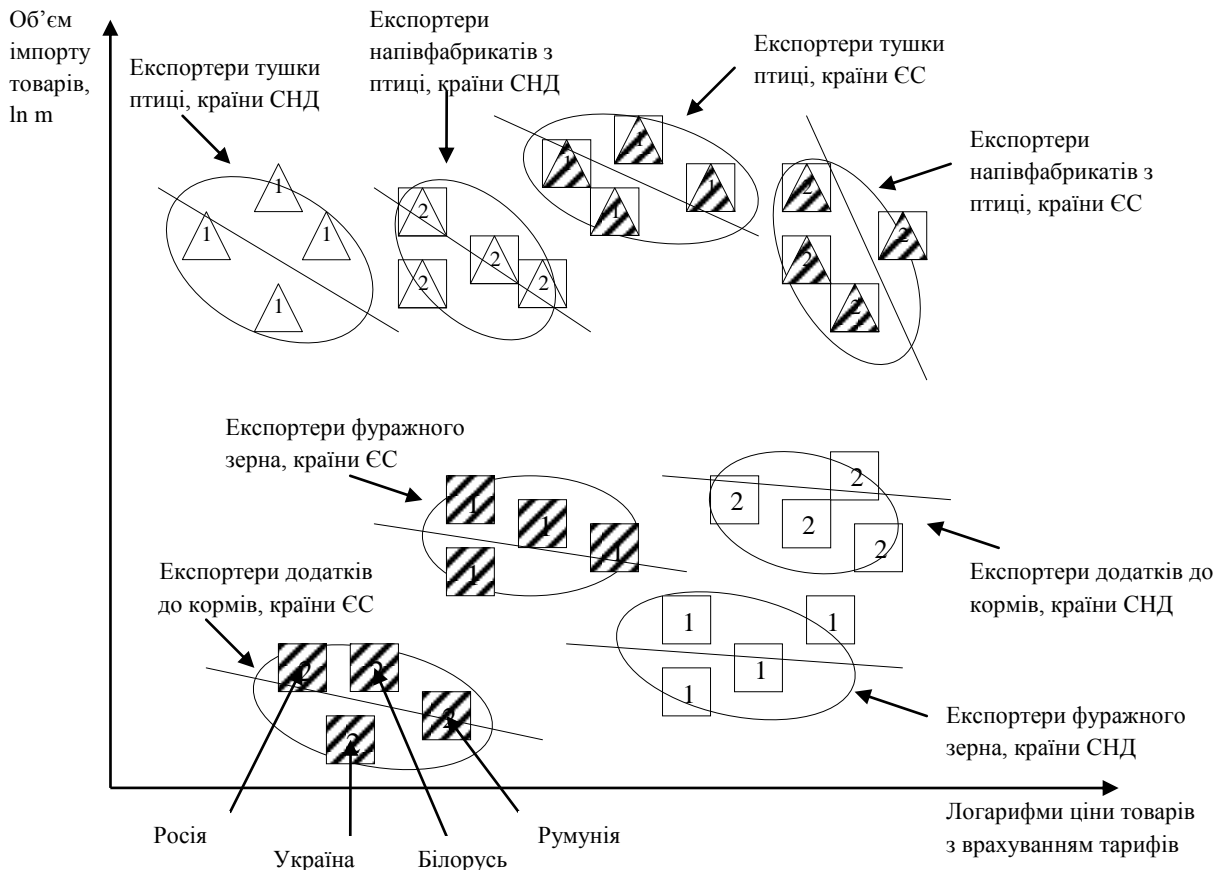 Об’єм
імпорту
товарів,
ln m
Експортери тушки
птиці, країни СНД
Експортери
напівфабрикатів з
птиці, країни СНД
Експортери тушки
птиці, країни ЄС
Експортери
напівфабрикатів з
птиці, країни ЄС
1
1
1
1
2
2
2
2
1
1
1
1
2
2
2
2
Експортери фуражного
зерна, країни ЄС
1
1
1
1
2
2
2
2
Експортери додатків до
кормів, країни СНД
Експортери додатків
до кормів, країни ЄС
2
2
2
2
1
1
1
1
Експортери фуражного
зерна, країни СНД
Росія
Україна
Білорусь
Румунія
Логарифми ціни товарів
з врахуванням тарифів